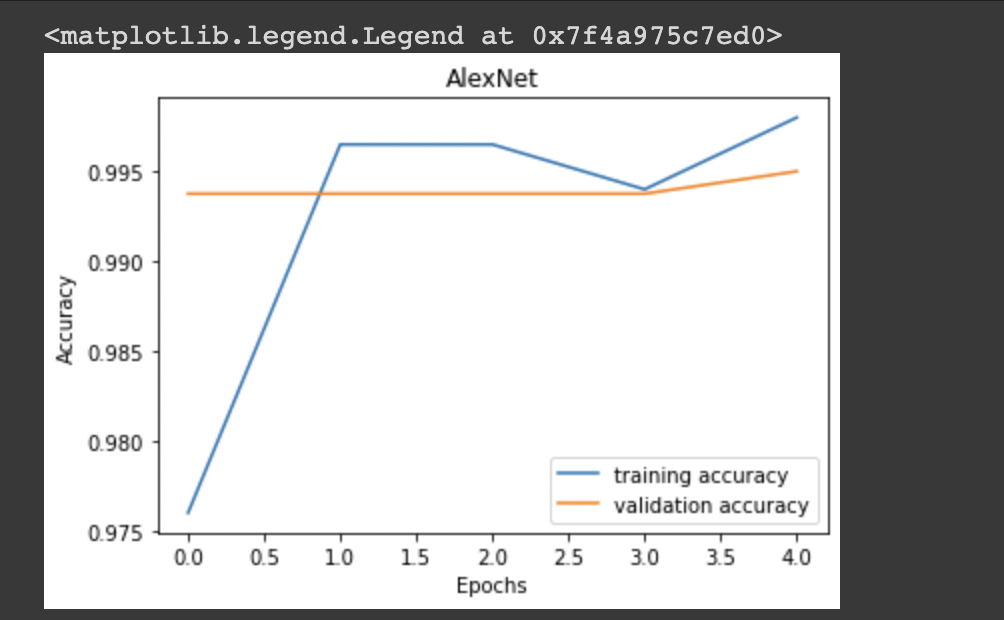 <matplotlib.legend.Legend at 0x7f4a975c7ed0>
AlexNet
0.995
0.990
0.985
0.980
0.975
Accuracy
training accuracy
validation accuracy
0.0 0.5 1.0 1.5 2.0 2.5 3.0 3.5 4.0
Epochs